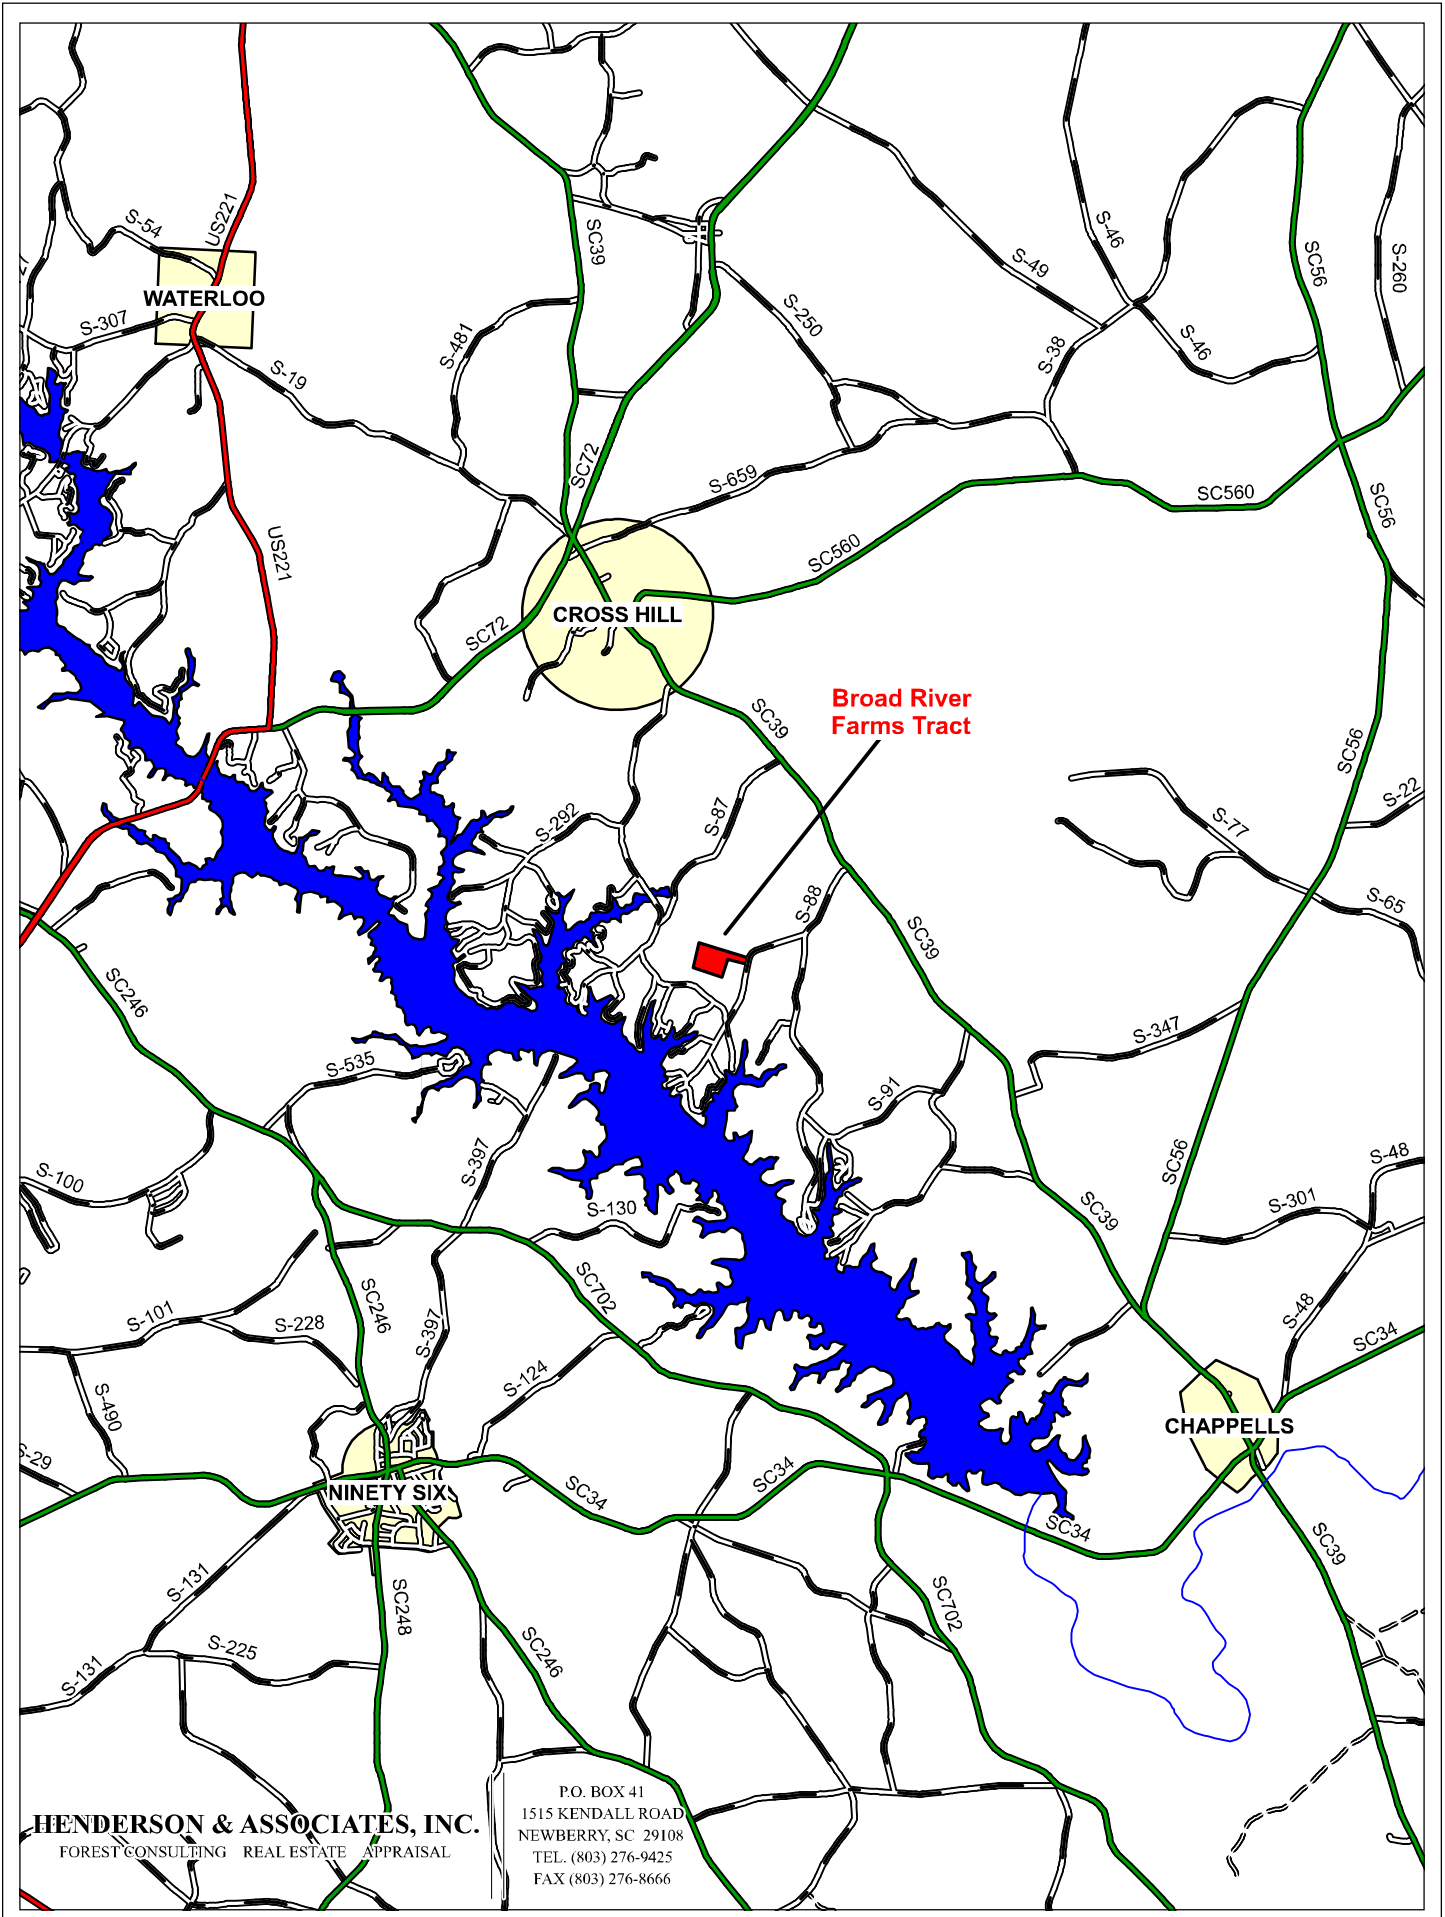 S-54
US221
WATERLOO
S-307
S-19
S-481
SC39
S-250
S-49
S-46
S-46
S-38
SC56
S-260
SC72
S-659
SC560
SC56
US221
SC560
CROSS HILL
SC72
SC39
Broad River
Farms Tract
SC56
S-22
S-77
S-65
S-292
S-87
S-88
SC39
SC246
S-535
S-347
S-91
S-397
S-100
S-130
SC39
SC56
S-48
S-301
SC702
SC246
S-101
S-228
S-397
S-124
S-48
SC34
S-490
S-29
CHAPPELLS
NINETY SIX
SC34
SC34
SC34
SC39
S-131
SC248
SC702
S-225
SC246
S-131
HENDERSON & ASSOCIATES, INC.
FOREST CONSULTING REAL ESTATE APPRAISAL
P.O. BOX 41
1515 KENDALL ROAD
NEWBERRY, SC 29108
TEL. (803) 276-9425
FAX (803) 276-8666